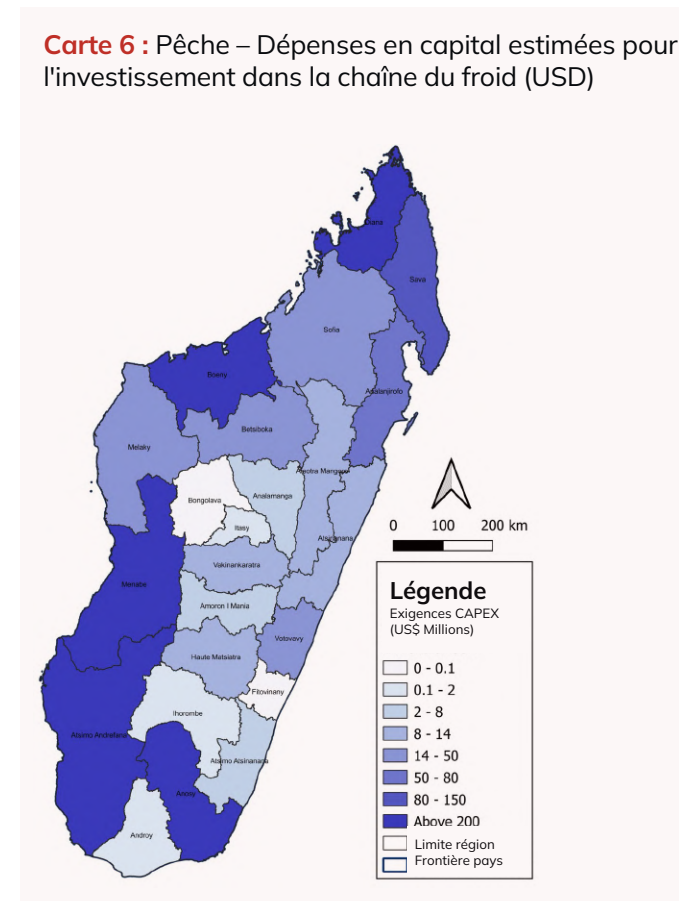 Carte 6 : Pêche – Dépenses en capital estimées pour
l'investissement dans la chaîne du froid (USD)
Diana
Sava
Sofia
Boeny
Analanjirofo
Betsiboka
Melaky
Alaotra Mangoro
Analamanga
Bongolava
Itasy
Atsinanana
Vakinankaratra
Menabe
Amoron I Mania
Vatovavy
Haute Matsiatra
Fitovinany
Ihorombe
Atsimo Andrefana
Atsimo Atsinanana
Anosy
Androy
0 100 200 km
Légende
Exigences CAPEX
(US$ Millions)
0 - 0.1
0.1 - 2
2 - 8
8 - 14
14 - 50
50 - 80
80 - 150
Above 200
Limite région
Frontière pays